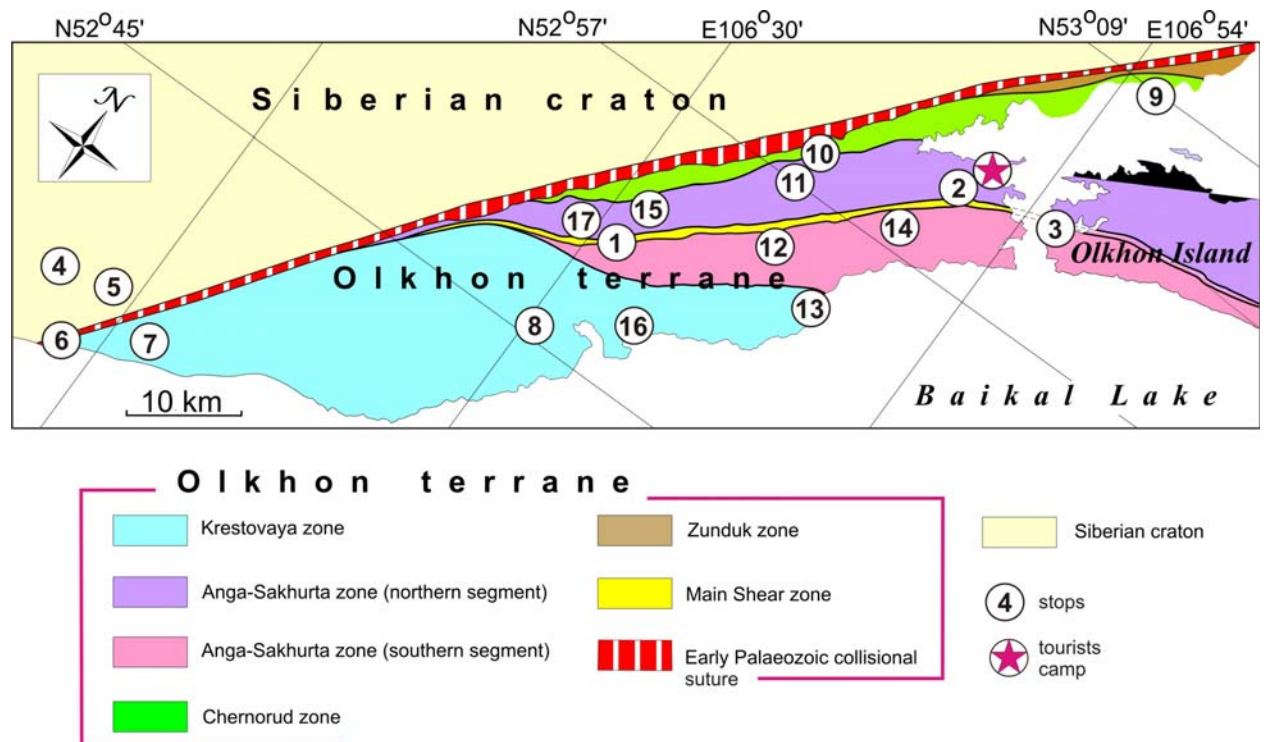 N52°45' N52°57' E106°30' N53°09' E106°54'
N
Siberian craton
9
10
11
2
4
5
17
15
1
12
14
3
Olkhon Island
Olkhon terrane
6
7
8
16
13
10 km
Baikal Lake
Olkhon terrane
Krestovaya zone
Anga-Sakhurta zone (northern segment)
Anga-Sakhurta zone (southern segment)
Chernorud zone
Zunduk zone
Main Shear zone
Early Palaeozoic collisional
suture
Siberian craton
4 stops
tourists
camp